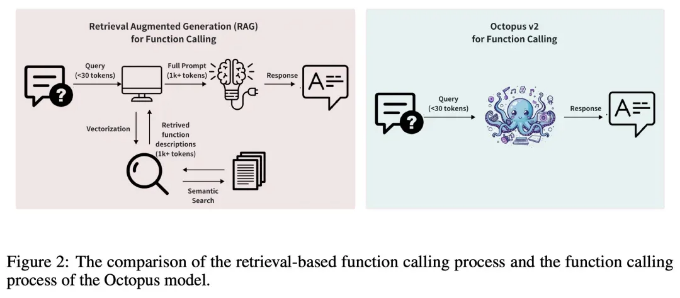 Retrieval Augmented Generation (RAG)
for Function Calling
Query
(<30 tokens)
Full Prompt
(1k+ tokens)
Response
A
Vectorization
Retrived
function
descriptions
(1k+ tokens)
Semantic
Search
Octopus v2
for Function Calling
Query
(<30 tokens)
Response
A
Figure 2: The comparison of the retrieval-based function calling process and the function calling
process of the Octopus model.